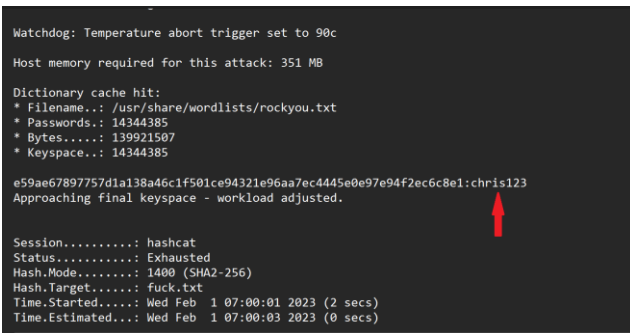 Watchdog: Temperature abort trigger set to 90c
Host memory required for this attack: 351 MB
Dictionary cache hit:
* Filename..: /usr/share/wordlists/rockyou.txt
* Passwords.: 14344385
* Bytes.....: 139921507
* Keyspace..: 14344385
e59ae67897757d1a138a46c1f501ce94321e96aa7ec4445e0e97e94f2ec6c8e1:chris123
Approaching final keyspace - workload adjusted.
Session..........: hashcat
Status...........: Exhausted
Hash.Mode........: 1400 (SHA2-256)
Hash.Target......: fuck.txt
Time.Started.....: Wed Feb  1 07:00:01 2023 (2 secs)
Time.Estimated...: Wed Feb  1 07:00:03 2023 (0 secs)